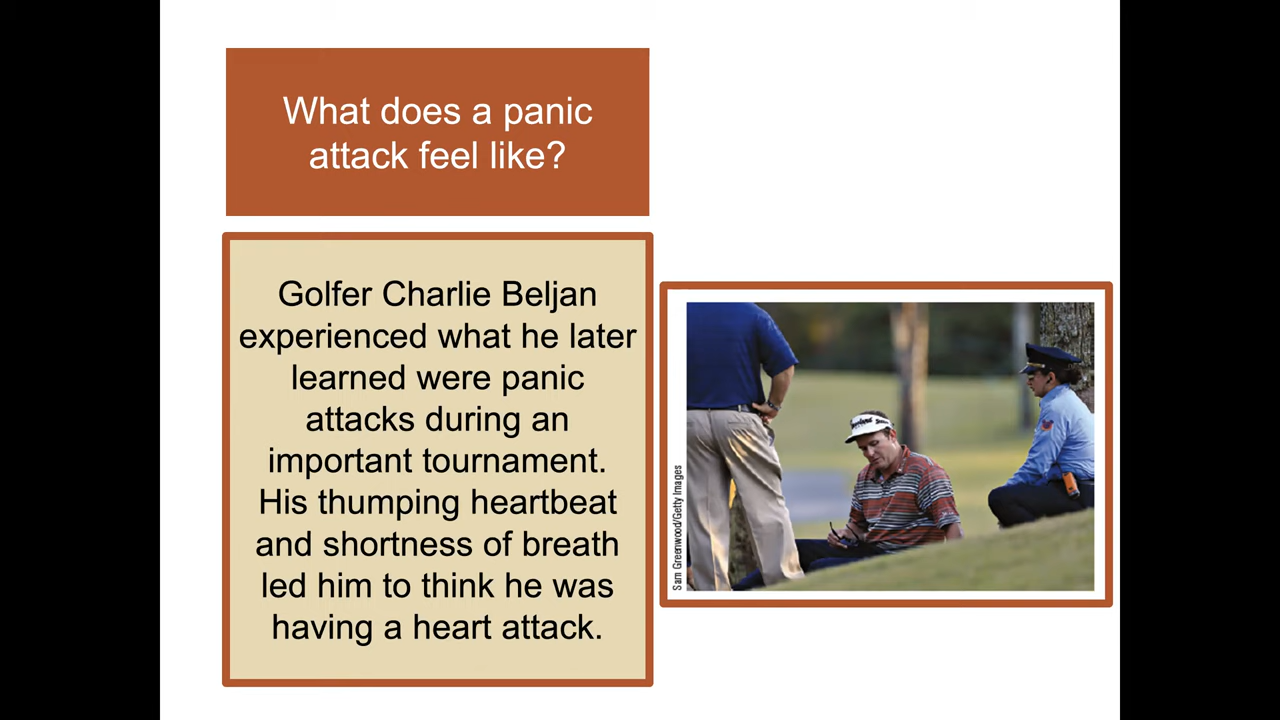 What does a panic
attack feel like?
Golfer Charlie Beljan
experienced what he later
learned were panic
attacks during an
important tournament.
His thumping heartbeat
and shortness of breath
led him to think he was
having a heart attack.
Sam Greenwood/Getty Images